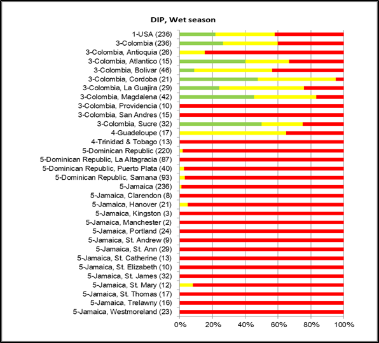 DIP, Wet season
1-USA (236)
3-Colombia (236)
3-Colombia, Antioquia (26)
3-Colombia, Atlantico (15)
3-Colombia, Bolivar (46)
3-Colombia, Cordoba (21)
3-Colombia, La Guajira (29)
3-Colombia, Magdalena (42)
3-Colombia, Providencia (10)
3-Colombia, San Andres (15)
3-Colombia, Sucre (32)
4-Guadeloupe (17)
4-Trinidad & Tobago (13)
5-Dominican Republic (220)
5-Dominican Republic, La Altagracia (87)
5-Dominican Republic, Puerto Plata (40)
5-Dominican Republic, Samana (93)
5-Jamaica (236)
5-Jamaica, Clarendon (8)
5-Jamaica, Hanover (21)
5-Jamaica, Kingston (3)
5-Jamaica, Manchester (2)
5-Jamaica, Portland (24)
5-Jamaica, St. Andrew (9)
5-Jamaica, St. Ann (29)
5-Jamaica, St. Catherine (13)
5-Jamaica, St. Elizabeth (10)
5-Jamaica, St. James (32)
5-Jamaica, St. Mary (12)
5-Jamaica, St. Thomas (17)
5-Jamaica, Trelawny (16)
5-Jamaica, Westmoreland (23)
0% 20% 40% 60% 80% 100%